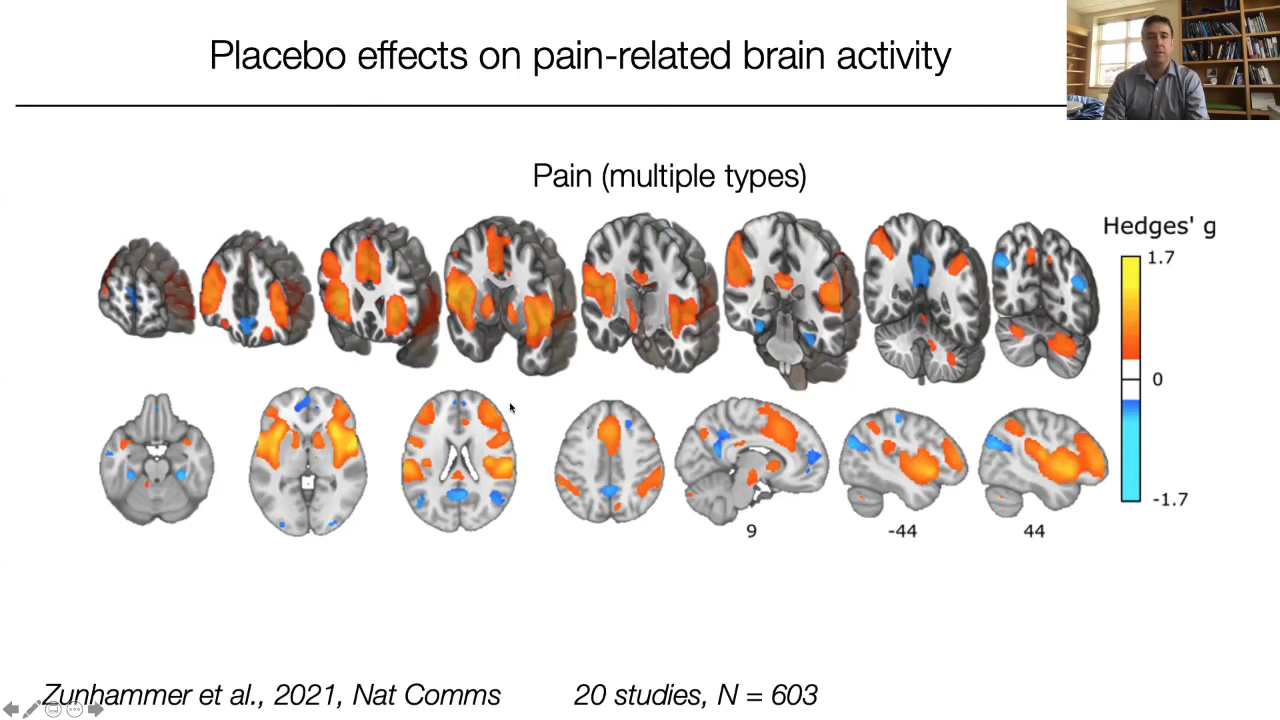 Placebo effects on pain-related brain activity
Pain (multiple types)
Hedges' g
1.7
0
-1.7
9
-44
44
Zunhammer et al., 2021, Nat Comms
20 studies, N = 603